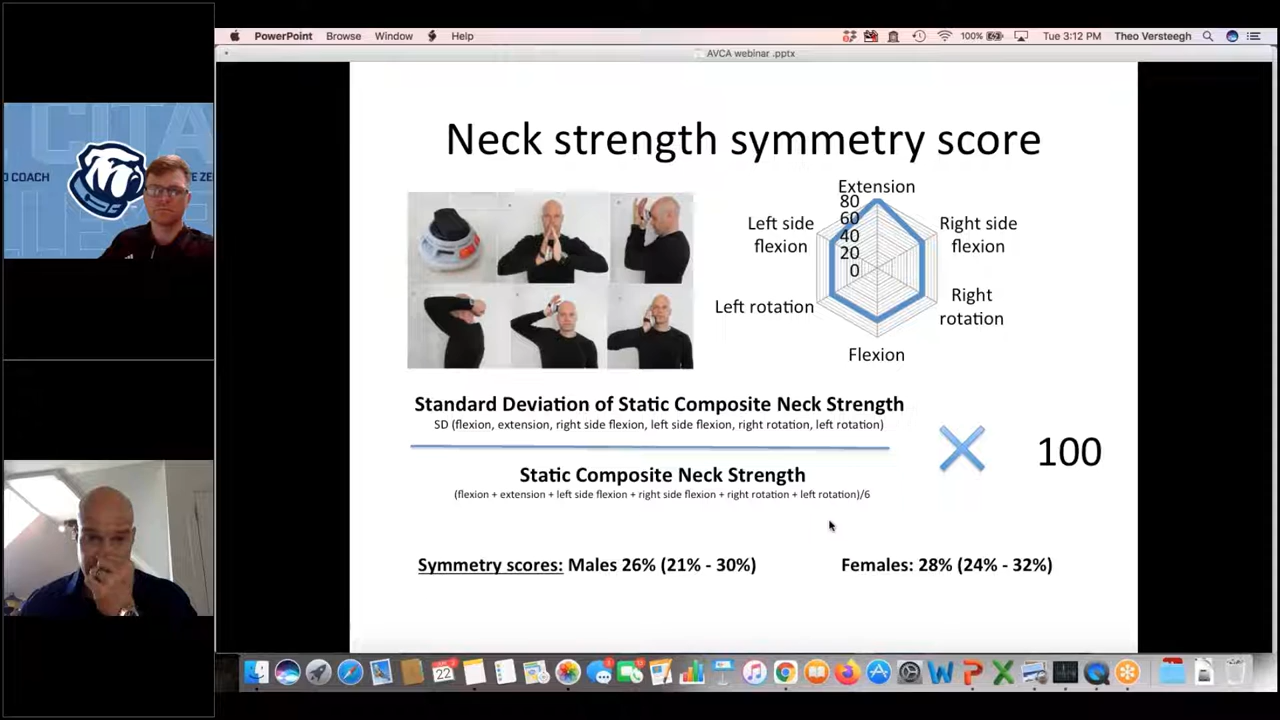 PowerPoint Browse Window Help 100% Tue 3:12 PM Theo Versteegh
AVCA webinar .pptx
D COACH
M
Neck strength symmetry score
Extension
80
60
40
20
0
Left side
flexion
Right side
flexion
Left rotation
Right
rotation
Flexion
Standard Deviation of Static Composite Neck Strength
SD (flexion, extension, right side flexion, left side flexion, right rotation, left rotation)
100
Static Composite Neck Strength
(flexion + extension + left side flexion + right side flexion + right rotation + left rotation)/6
Symmetry scores: Males 26% (21% - 30%) Females: 28% (24% - 32%)
22